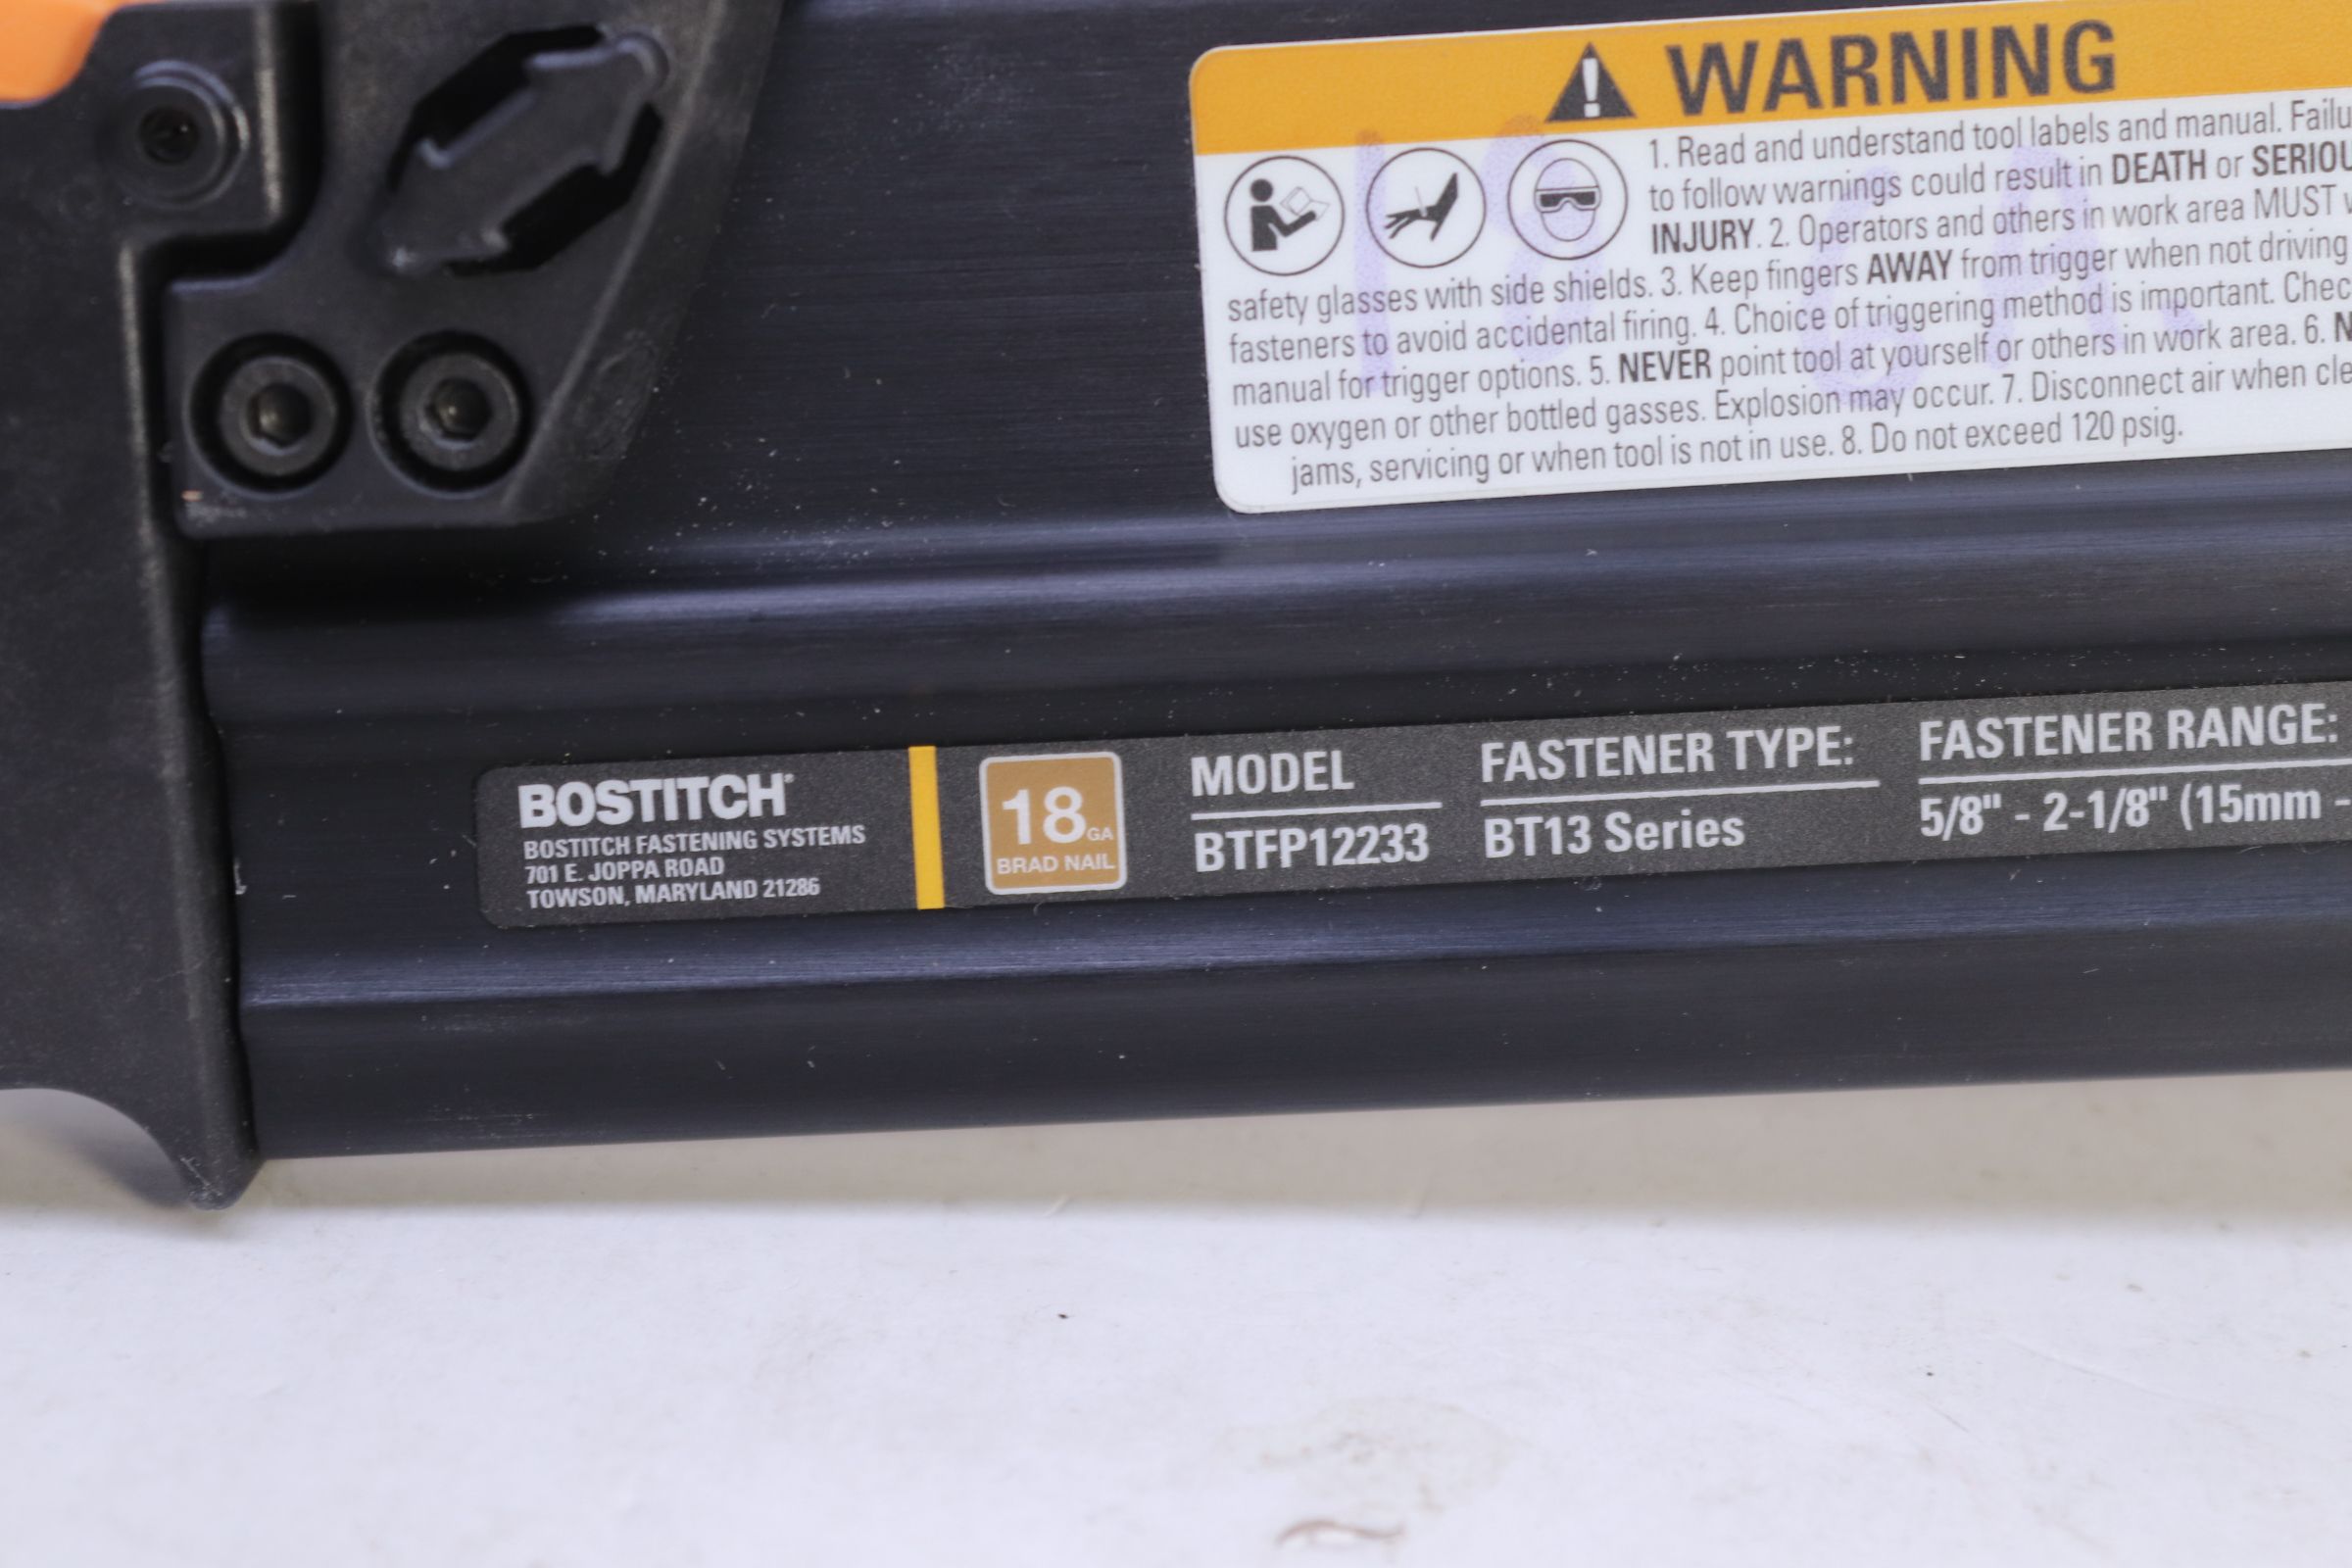 WARNING
1. Read and understand tool labels and manual.
to follow warnings could result in DEATH or
INJURY. 2. Operators and others in work area MUST
safety glasses with side shields. 3. Keep fingers AWAY from trigger when not driving
fasteners to avoid accidental firing. 4. Choice of triggering method is important.
manual for trigger options. 5. NEVER point tool at yourself or others in work area. 6.
use oxygen or other bottled gasses. Explosion may occur. 7. Disconnect air when
jams, servicing or when tool is not in use. 8. Do not exceed 120 psig.
BOSTITCH®
BOSTITCH FASTENING SYSTEMS
701 E. JOPPA ROAD
TOWSON, MARYLAND 21286
18 GA
BRAD NAIL
MODEL
BTFP12233
FASTENER TYPE:
BT13 Series
FASTENER RANGE:
5/8" - 2-1/8" (15mm -